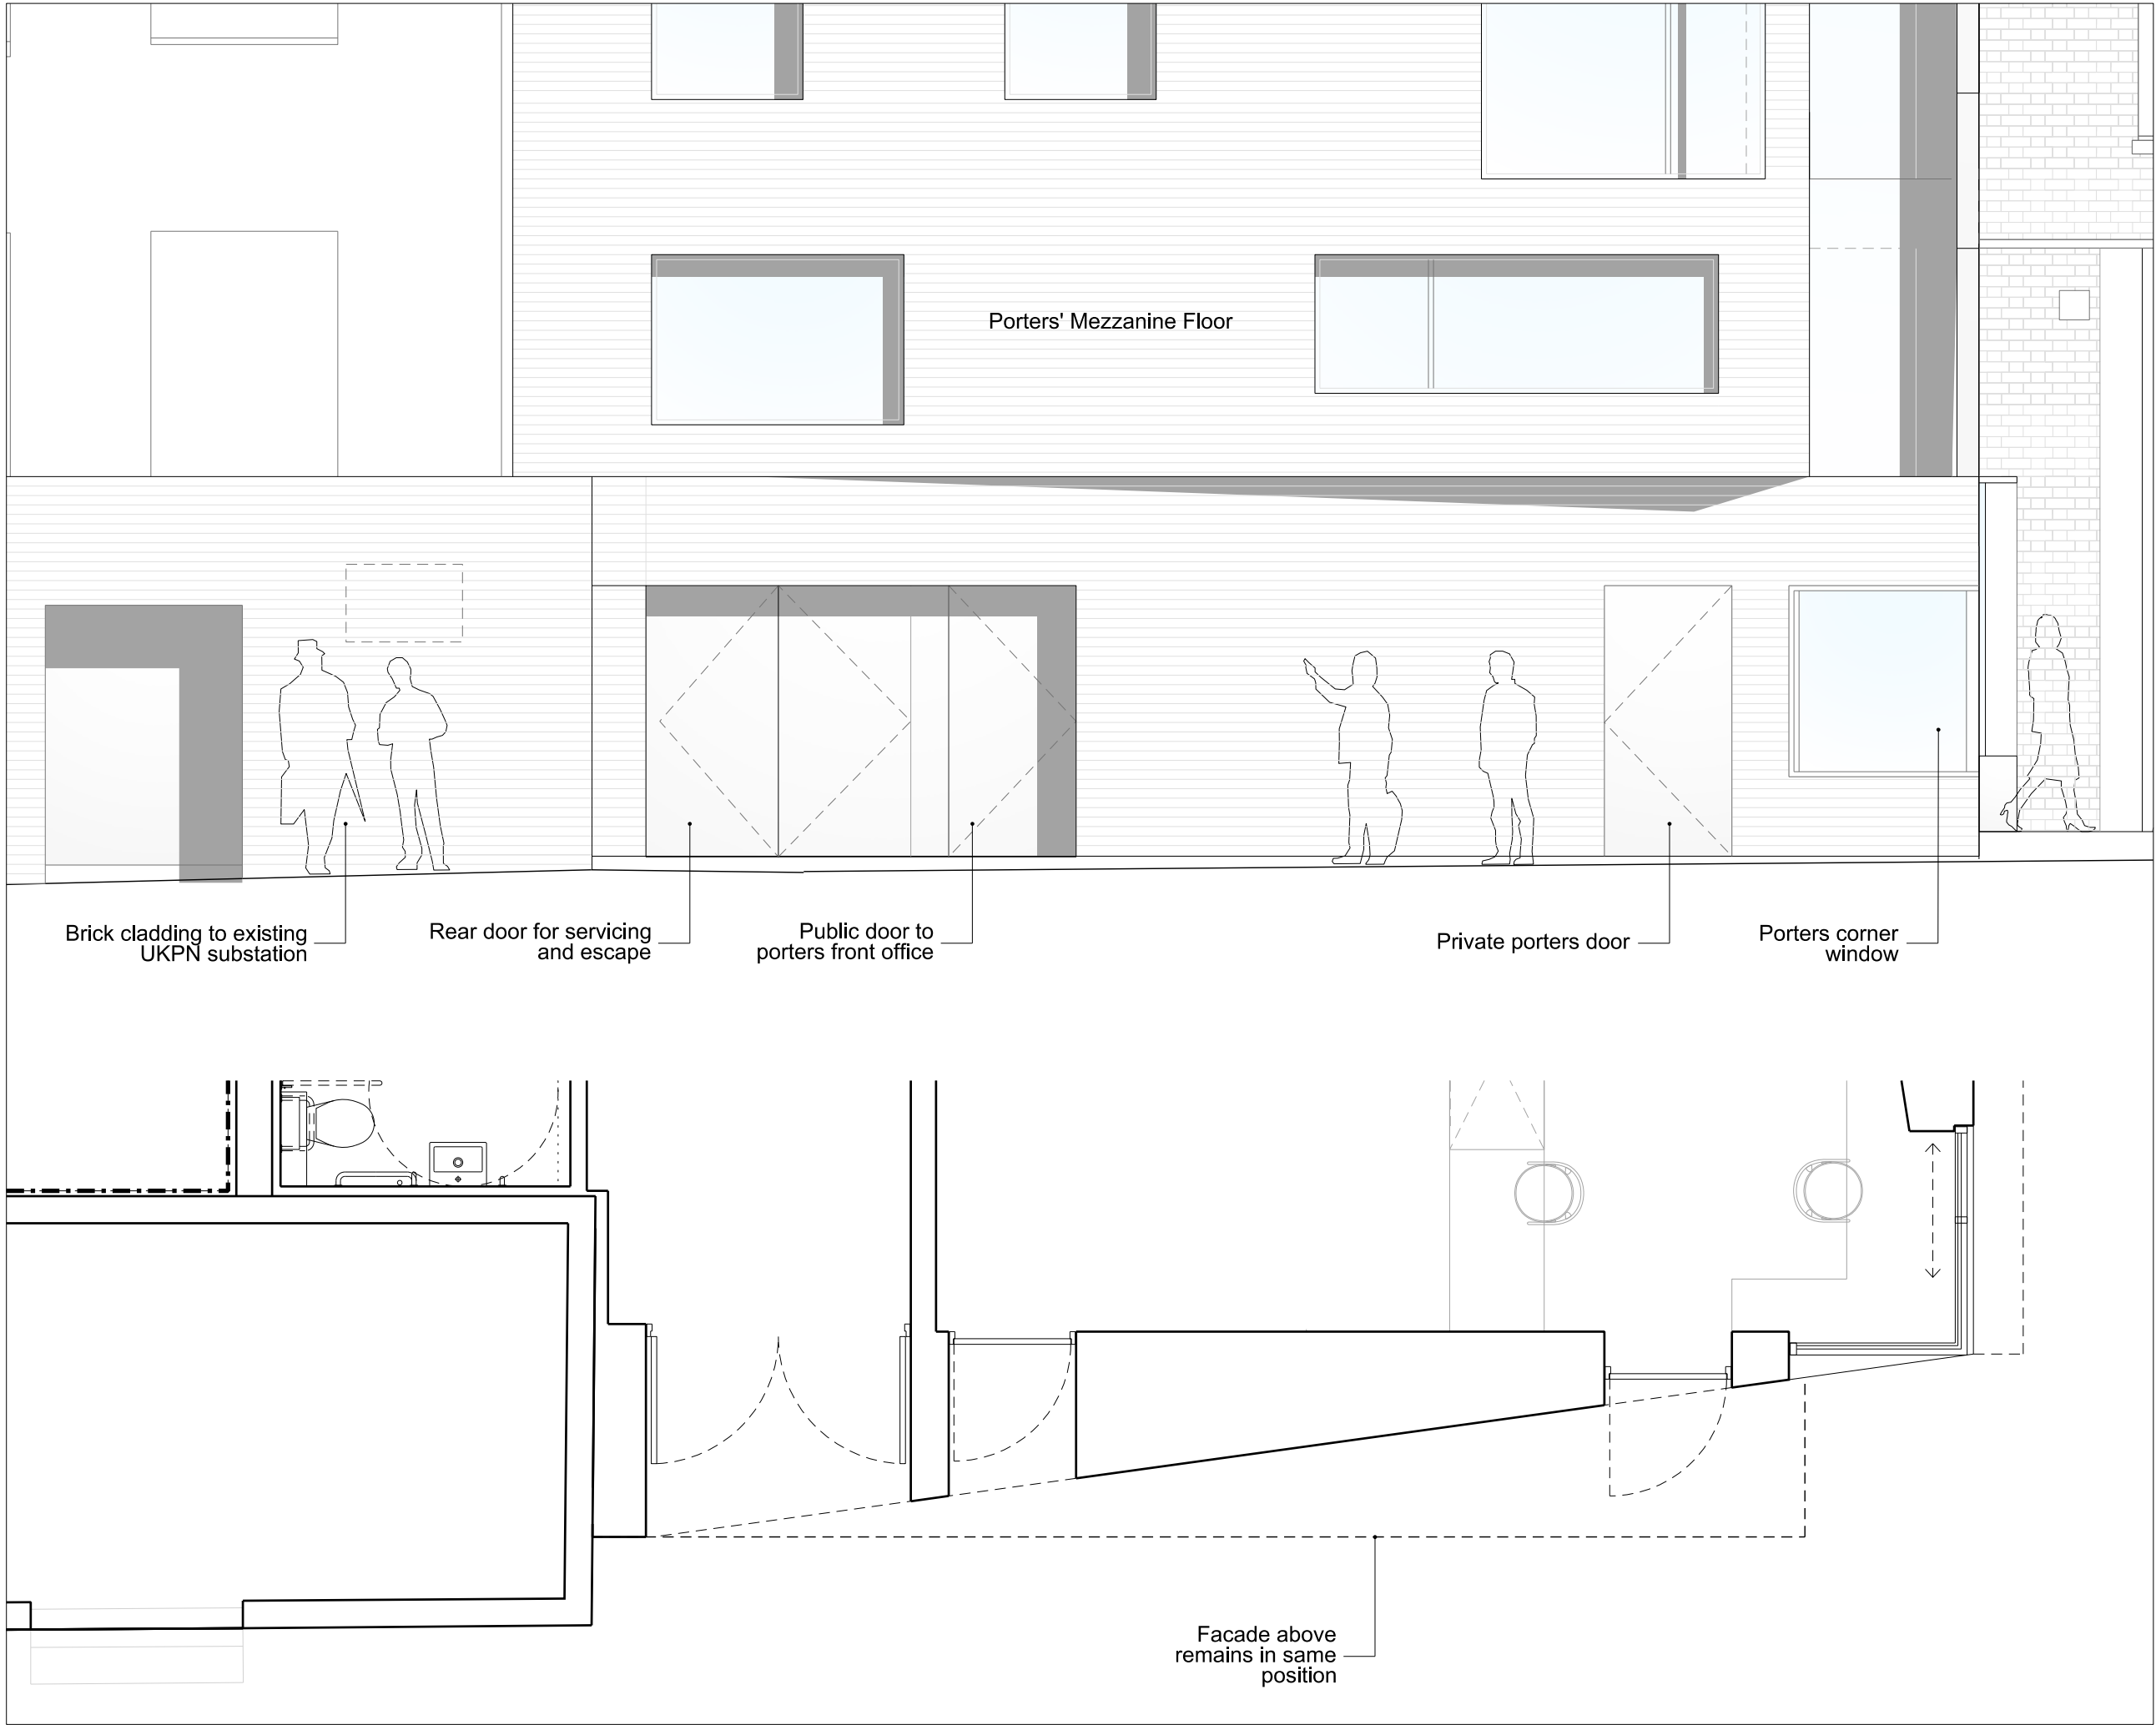 Porters' Mezzanine Floor
Brick cladding to existing
UKPN substation
Rear door for servicing
and escape
Public door to
porters front office
Private porters door
Porters corner
window
Facade above
remains in same
position